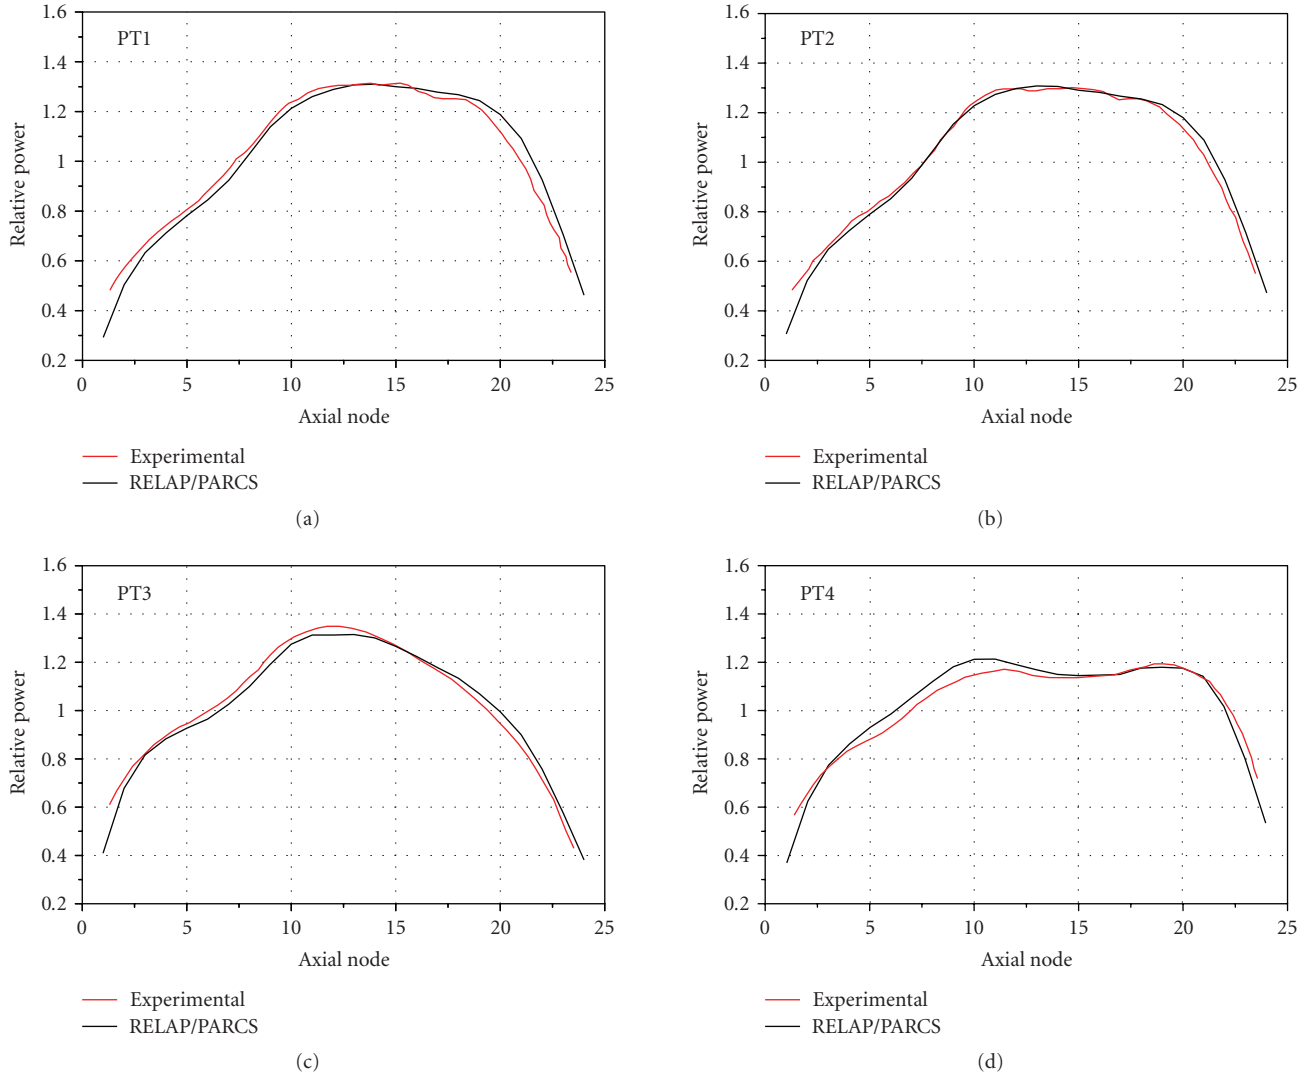 1.6
1.4
1.2
1
0.8
0.6
0.4
0.2
Relative power
PT1
0 5 10 15 20 25
Axial node
Experimental
RELAP/PARCS
(a)
1.6
1.4
1.2
1
0.8
0.6
0.4
0.2
Relative power
PT2
0 5 10 15 20 25
Axial node
Experimental
RELAP/PARCS
(b)
1.6
1.4
1.2
1
0.8
0.6
0.4
0.2
Relative power
PT3
0 5 10 15 20 25
Axial node
Experimental
RELAP/PARCS
(c)
1.6
1.4
1.2
1
0.8
0.6
0.4
0.2
Relative power
PT4
0 5 10 15 20 25
Axial node
Experimental
RELAP/PARCS
(d)